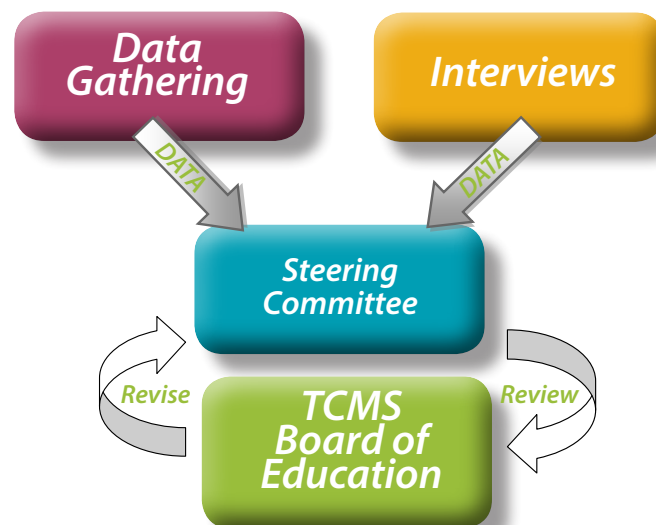 Data
Gathering
Interviews
DATA
DATA
Steering
Committee
Revise
Review
TCMS
Board of
Education